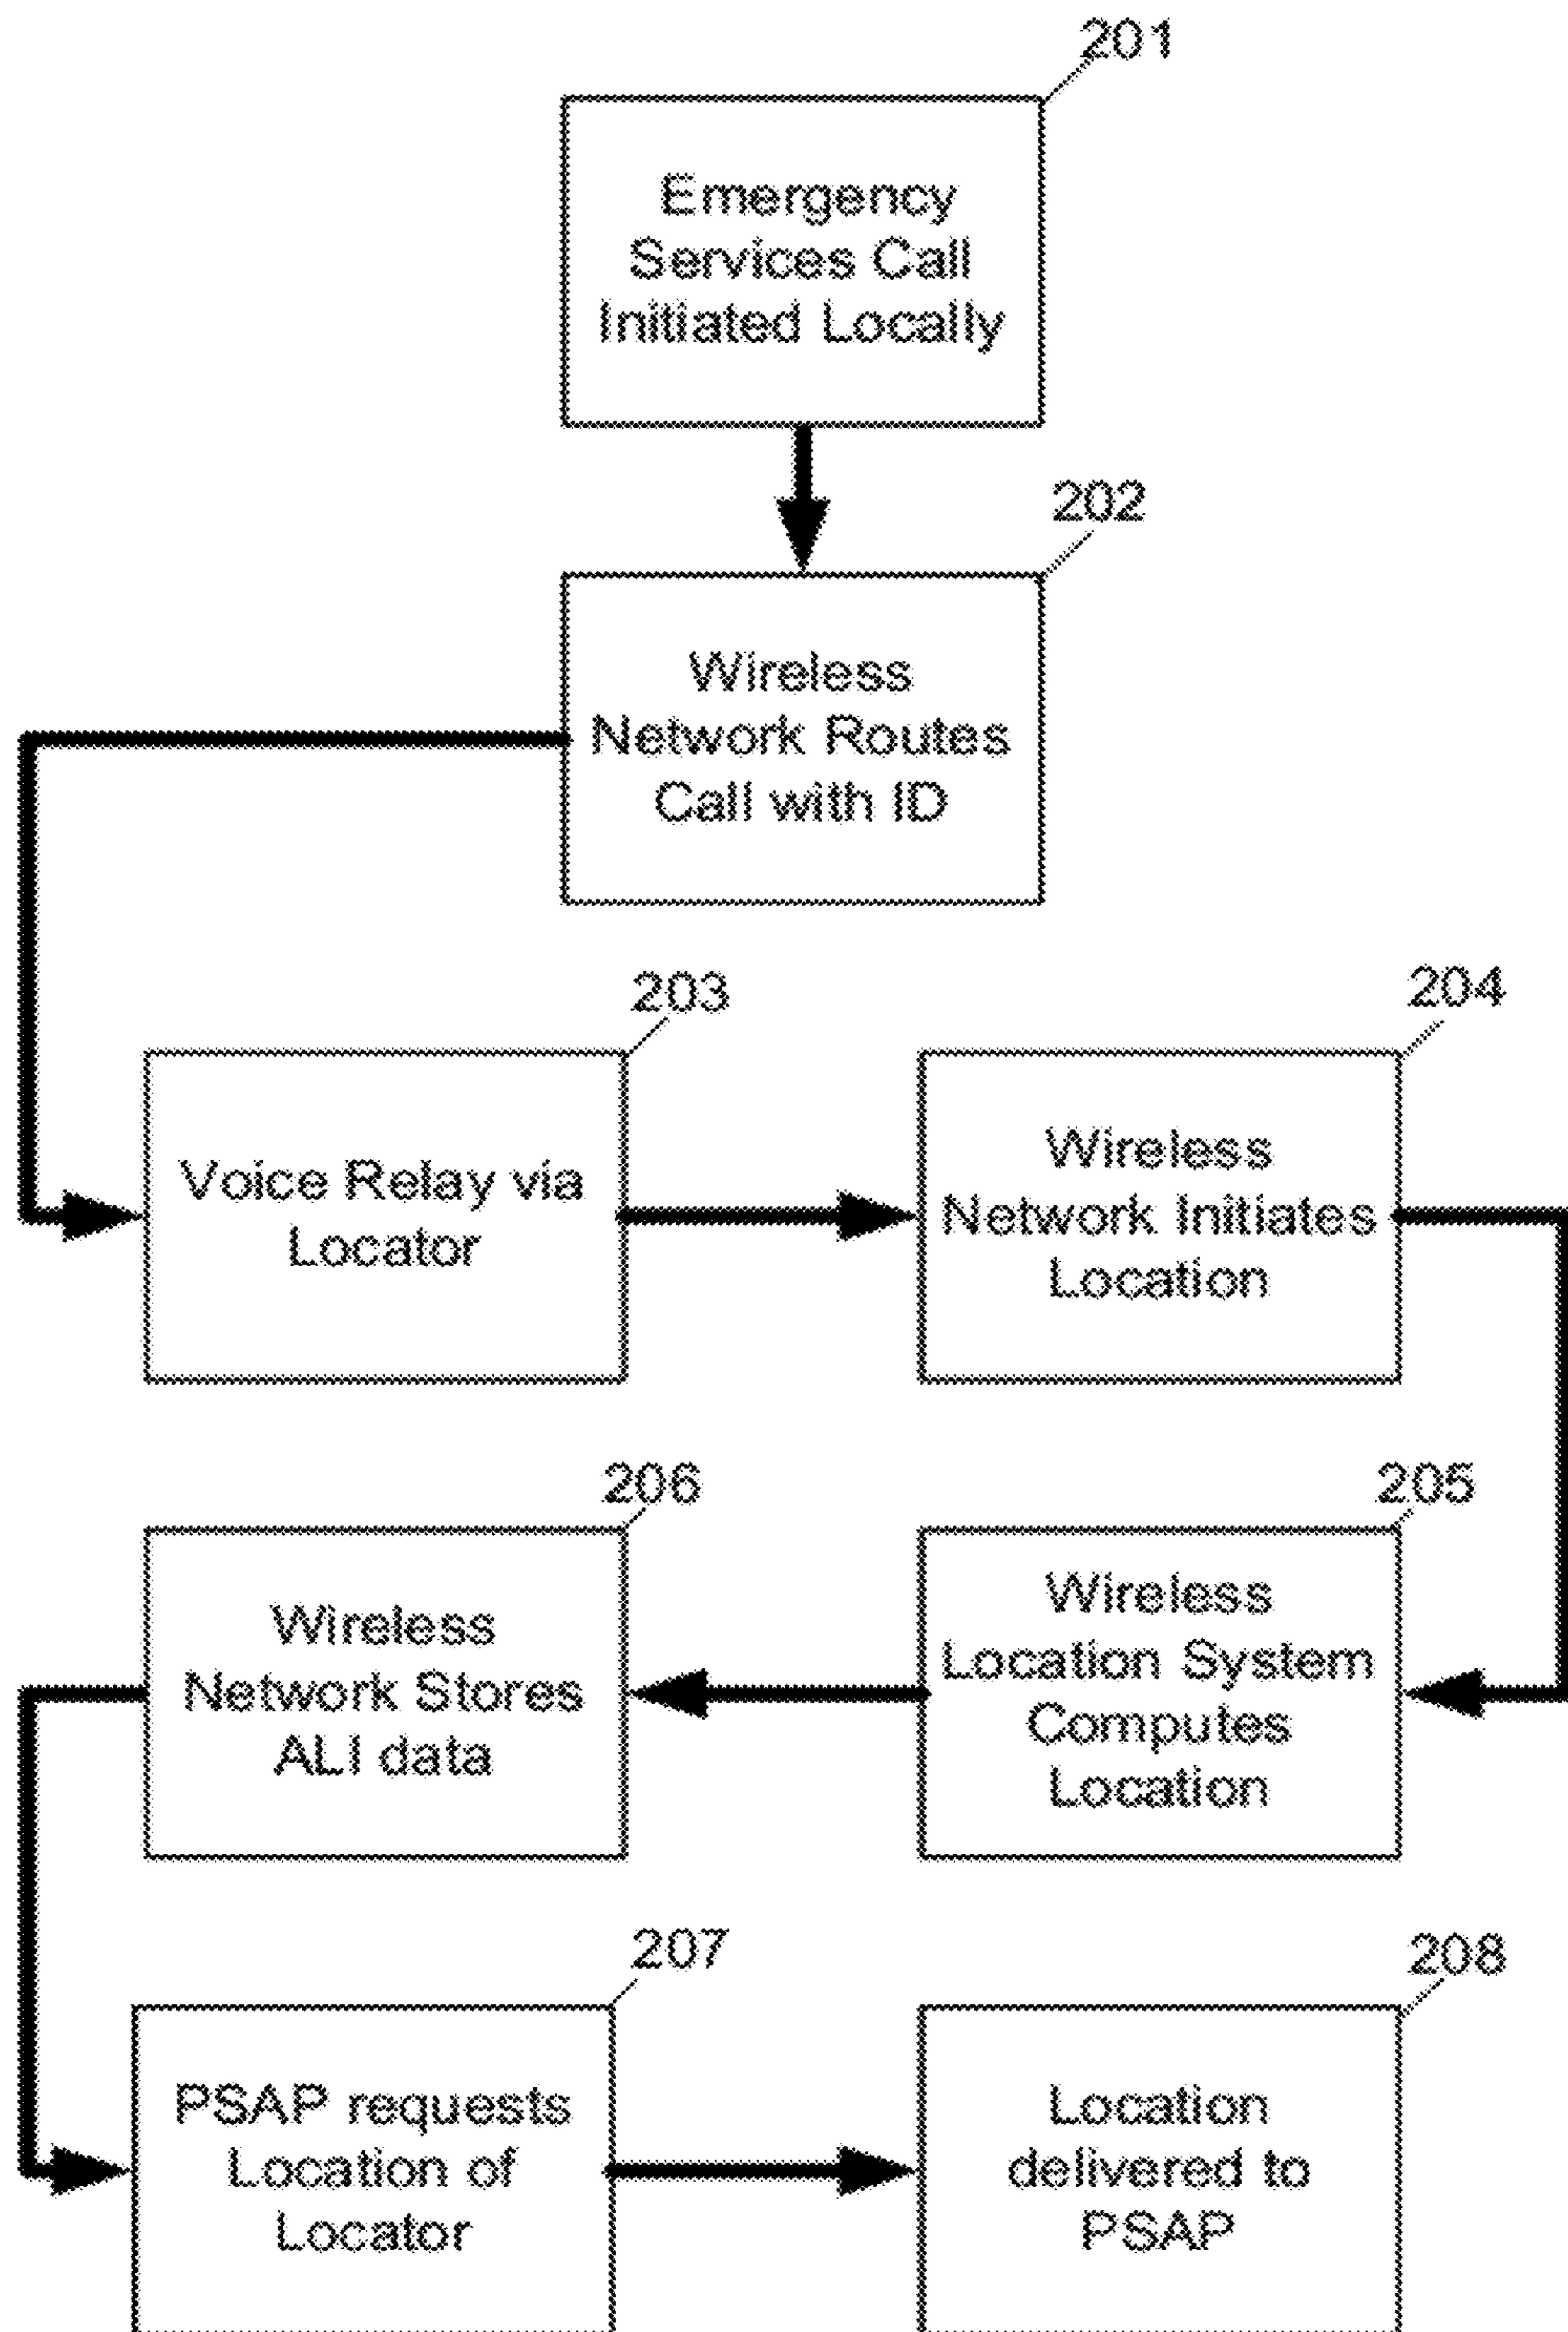 201
Emergency
Services Call
Initiated Locally
202
Wireless
Network Routes
Call with ID
203
Voice Relay via
Locator
204
Wireless
Network Initiates
Location
205
Wireless
Location System
Computes
Location
206
Wireless
Network Stores
ALI data
207
PSAP requests
Location of
Locator
208
Location
delivered to
PSAP